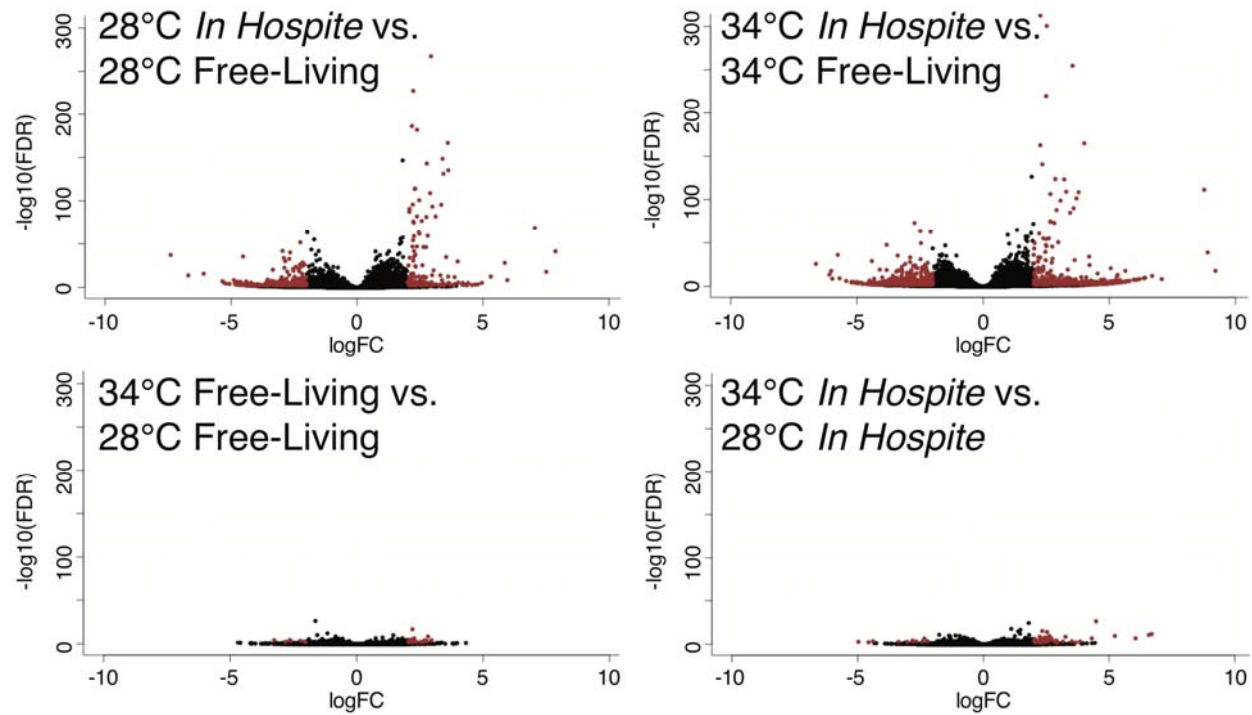 28°C In Hospite vs.
28°C Free-Living
300
200
100
0
-log10(FDR)
-10
-5
0
5
10
logFC
34°C In Hospite vs.
34°C Free-Living
300
200
100
0
-log10(FDR)
-10
-5
0
5
10
logFC
34°C Free-Living vs.
28°C Free-Living
300
200
100
0
-log10(FDR)
-10
-5
0
5
10
logFC
34°C In Hospite vs.
28°C In Hospite
300
200
100
0
-log10(FDR)
-10
-5
0
5
10
logFC